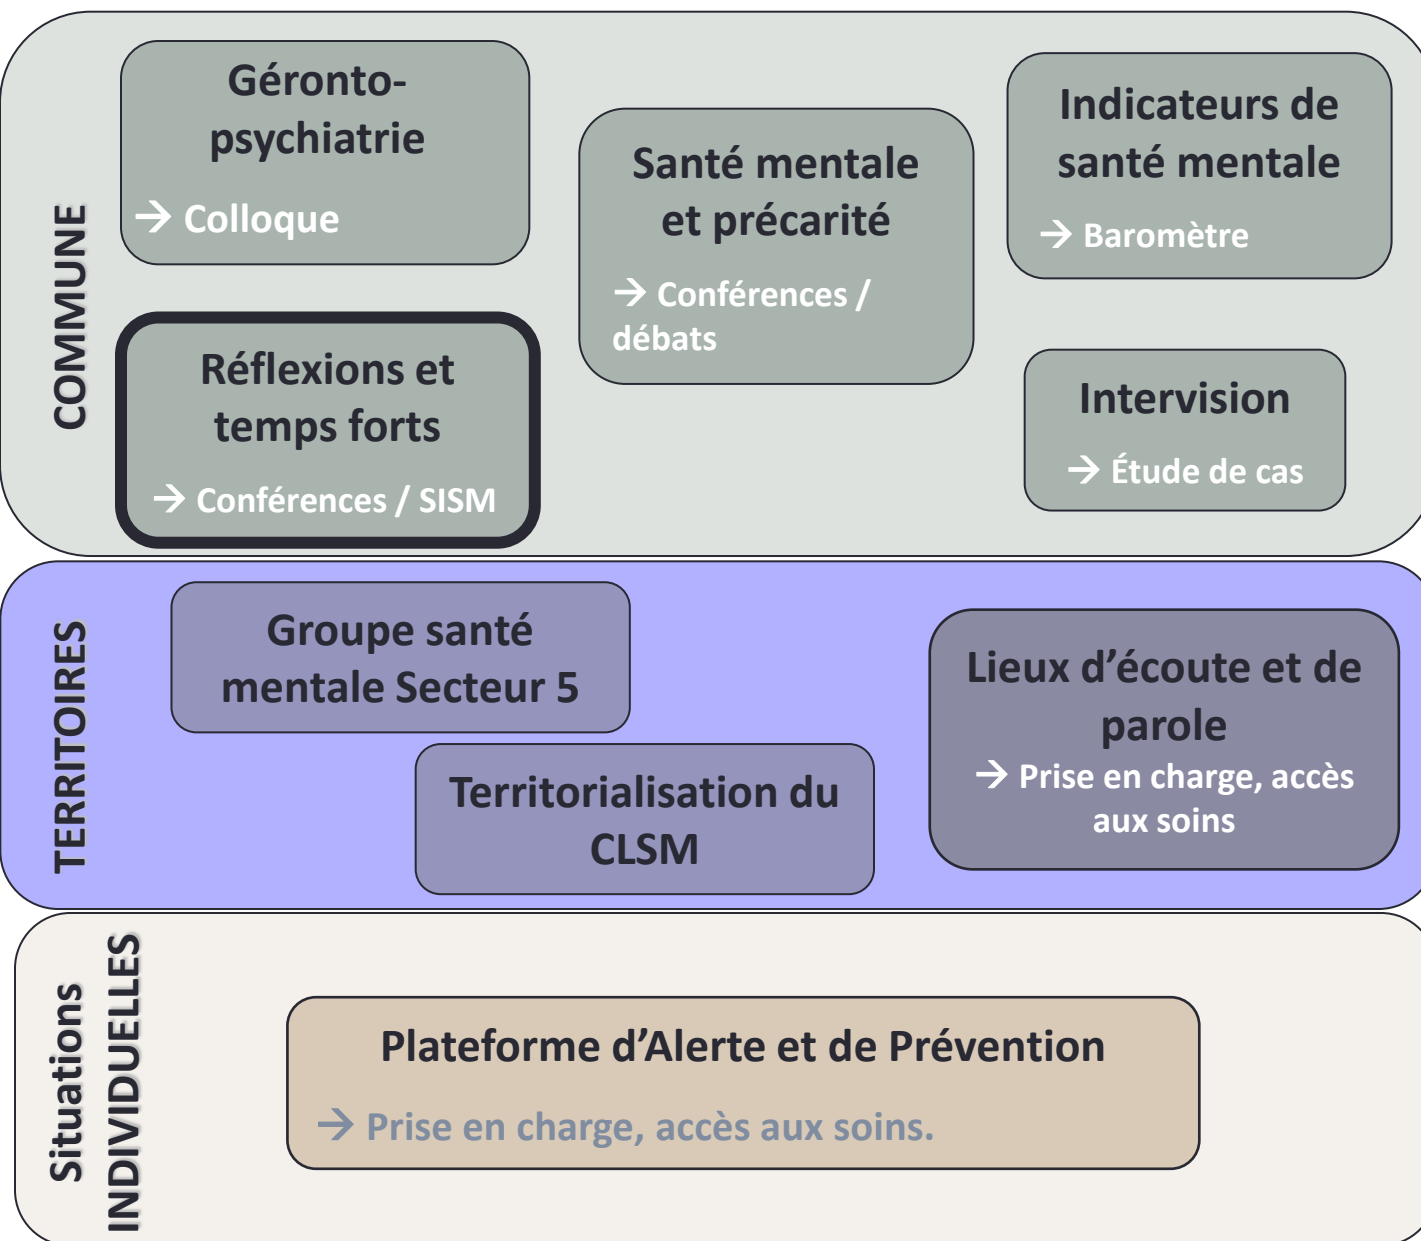 COMMUNE
Géronto-
psychiatrie
→ Colloque
Santé mentale
et précarité
→ Conférences /
débats
Indicateurs de
santé mentale
→ Baromètre
Réflexions et
temps forts
→ Conférences / SISM
Intervision
→ Étude de cas
TERRITOIRES
Groupe santé
mentale Secteur 5
Territorialisation du
CLSM
Lieux d’écoute et de
parole
→ Prise en charge, accès
aux soins
Situations
INDIVIDUELLES
Plateforme d’Alerte et de Prévention
→ Prise en charge, accès aux soins.